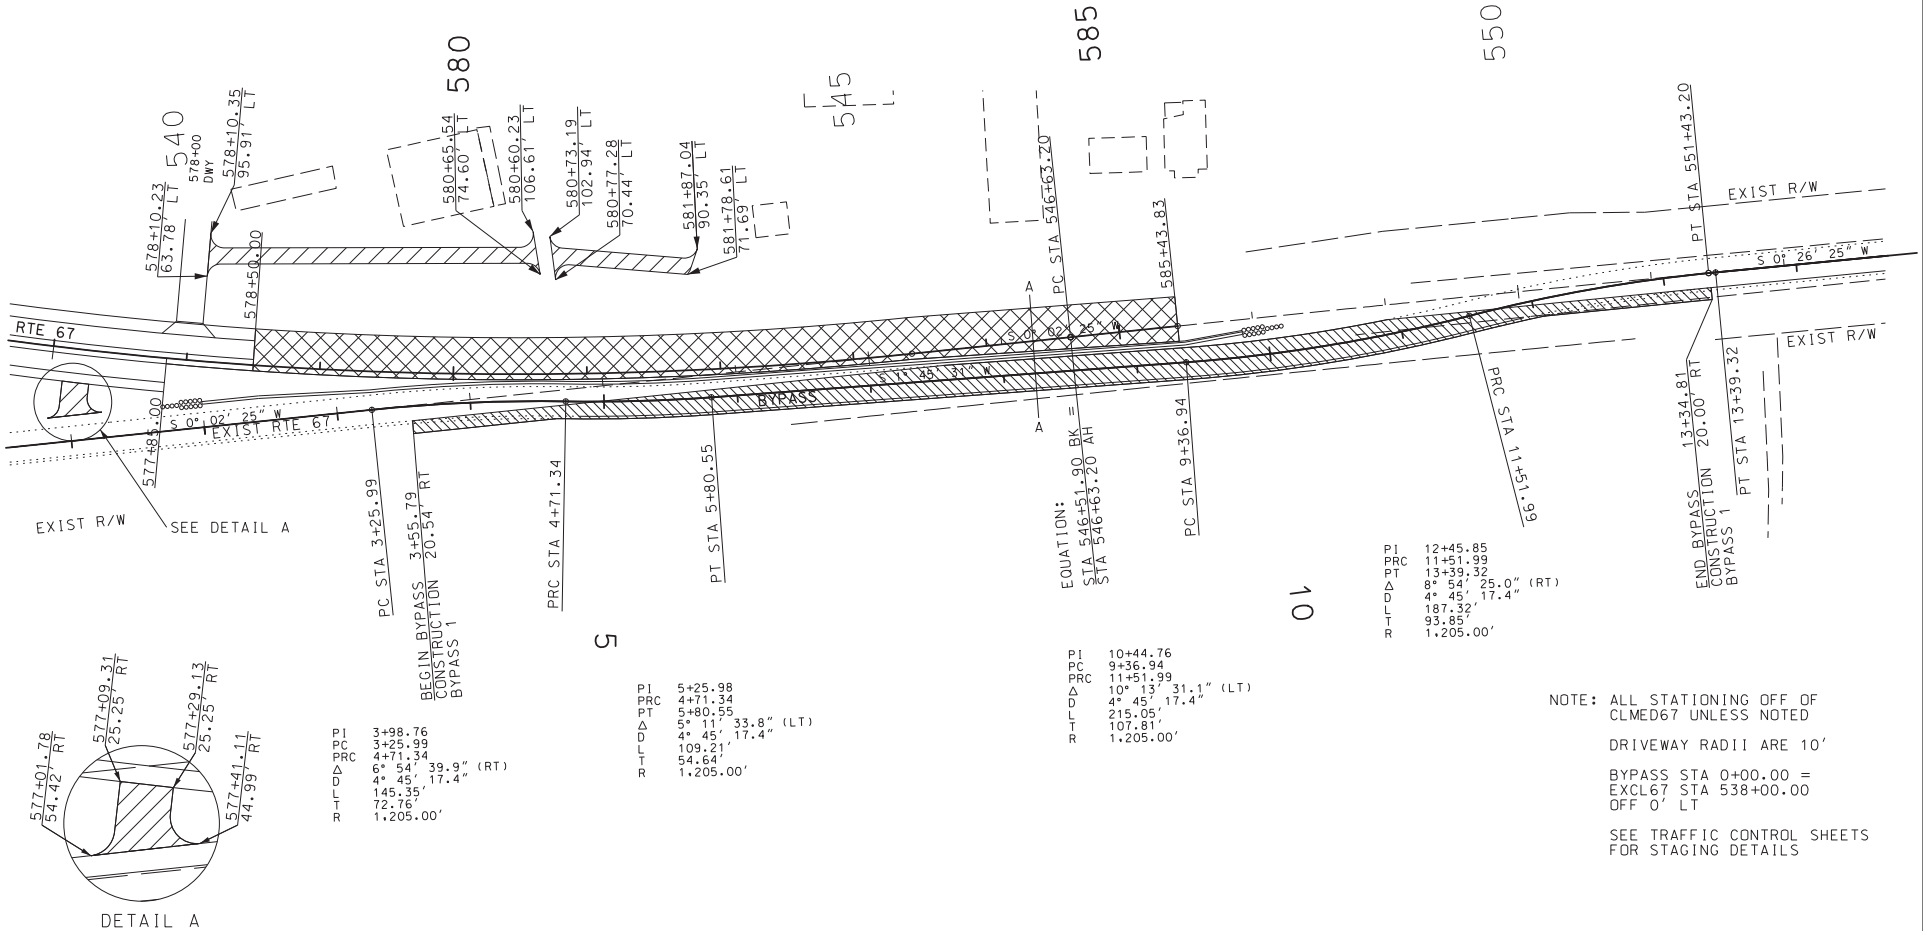 580
585
550
540
545
578+00
DWY
578+10.23
63.78' LT
578+10.35
95.91' LT
578+50.00
580+65.54
74.60' LT
580+60.23
106.61' LT
580+73.19
102.94' LT
580+77.28
70.44' LT
581+87.04
90.35' LT
581+78.61
71.69' LT
PC STA 546+63.20
585+43.83
PT STA 551+43.20
EXIST R/W
S 0° 26' 25" W
EXIST R/W
RTE 67
S 0° 02' 25" W
A
A
S 1° 45' 31" W
BYPASS
S 0° 02' 25" W
EXIST RTE 67
577+85.00
EXIST R/W
SEE DETAIL A
PC STA 3+25.99
BEGIN BYPASS 3+55.79
CONSTRUCTION 20.54' RT
BYPASS 1
PRC STA 4+71.34
PT STA 5+80.55
EQUATION:
STA 546+51.90 BK =
STA 546+63.20 AH
PC STA 9+36.94
PRC STA 11+51.99
13+34.81
20.00' RT
END BYPASS
CONSTRUCTION
BYPASS 1
PT STA 13+39.32
5
10
PI 12+45.85
PRC 11+51.99
PT 13+39.32
Δ 8° 54' 25.0" (RT)
D 4° 45' 17.4"
L 187.32'
T 93.85'
R 1,205.00'
PI 10+44.76
PC 9+36.94
PRC 11+51.99
Δ 10° 13' 31.1" (LT)
D 4° 45' 17.4"
L 215.05'
T 107.81'
R 1,205.00'
PI 5+25.98
PRC 4+71.34
PT 5+80.55
Δ 5° 11' 33.8" (LT)
D 4° 45' 17.4"
L 109.21'
T 54.64'
R 1,205.00'
PI 3+98.76
PC 3+25.99
PRC 4+71.34
Δ 6° 54' 39.9" (RT)
D 4° 45' 17.4"
L 145.35'
T 72.76'
R 1,205.00'
577+01.78
54.42' RT
577+09.31
25.25' RT
577+29.13
25.25' RT
577+41.11
44.99' RT
DETAIL A
NOTE: ALL STATIONING OFF OF
CLMED67 UNLESS NOTED
DRIVEWAY RADII ARE 10'
BYPASS STA 0+00.00 =
EXCL67 STA 538+00.00
OFF 0' LT
SEE TRAFFIC CONTROL SHEETS
FOR STAGING DETAILS